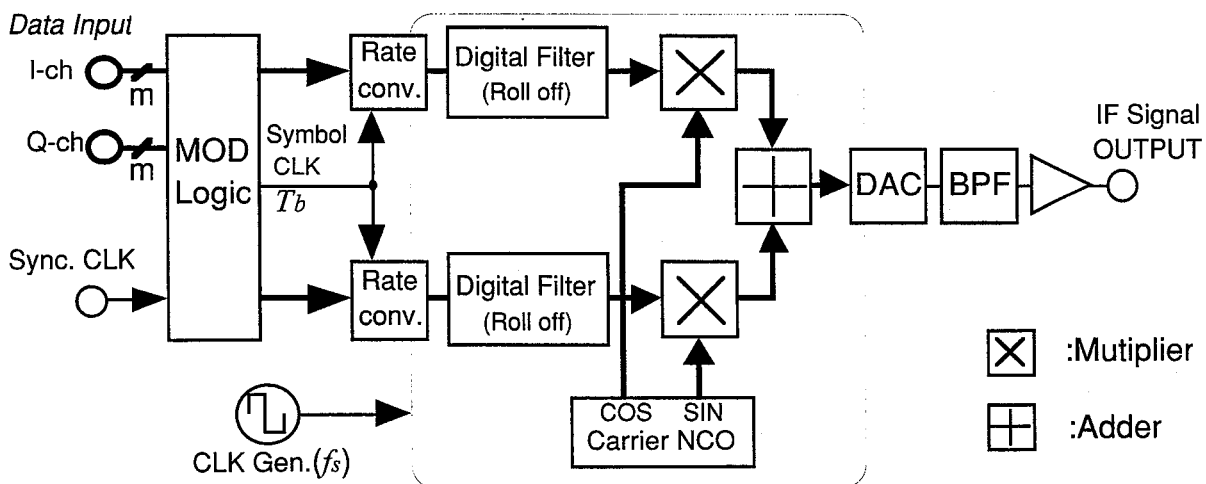 Data Input
I-ch
m
Q-ch
m
Sync. CLK
MOD
Logic
Symbol
CLK
Tb
Rate
conv.
Digital Filter
(Roll off)
Rate
conv.
Digital Filter
(Roll off)
COS SIN
Carrier NCO
CLK Gen.(fs)
DAC
BPF
IF Signal
OUTPUT
:Mutiplier
:Adder